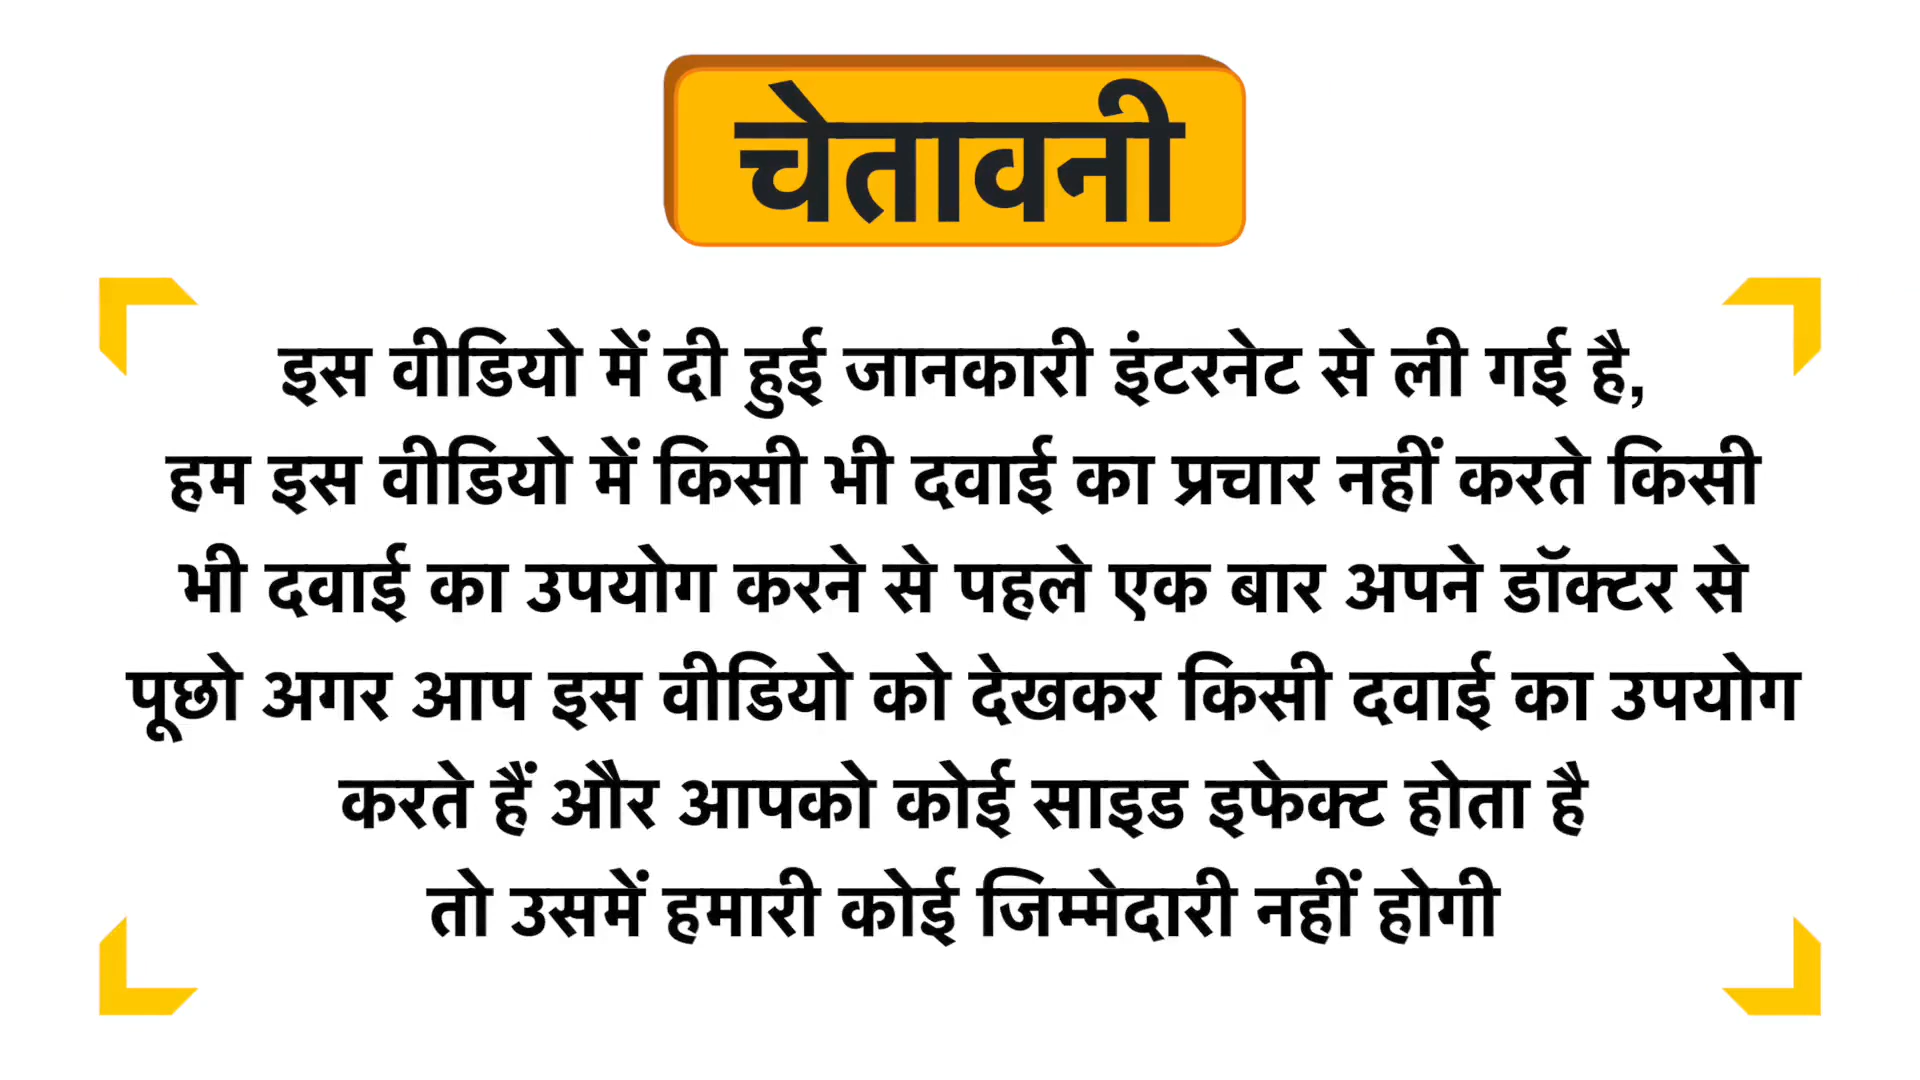 चेतावनी
इस वीडियो में दी हुई जानकारी इंटरनेट से ली गई है,
हम इस वीडियो में किसी भी दवाई का प्रचार नहीं करते किसी
भी दवाई का उपयोग करने से पहले एक बार अपने डॉक्टर से
पूछो अगर आप इस वीडियो को देखकर किसी दवाई का उपयोग
करते हैं और आपको कोई साइड इफेक्ट होता है
तो उसमें हमारी कोई जिम्मेदारी नहीं होगी